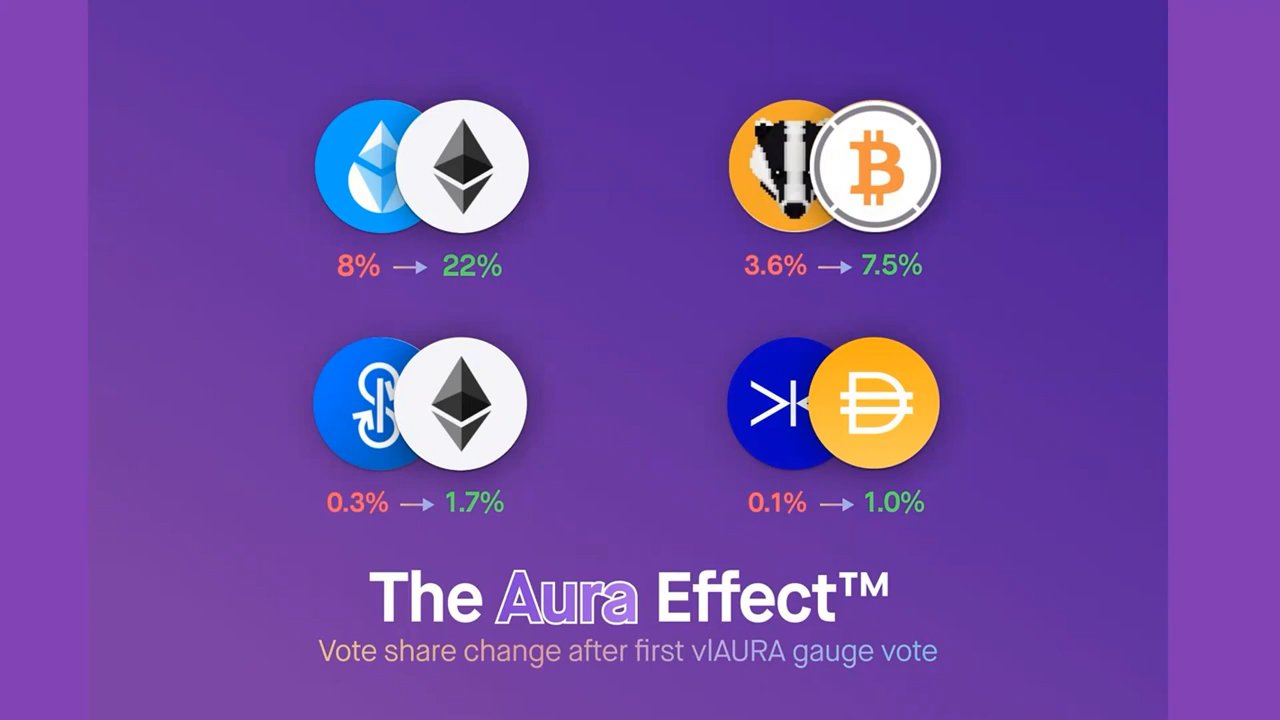 8% → 22%
3.6% → 7.5%
0.3% → 1.7%
0.1% → 1.0%
The Aura Effect™
Vote share change after first vlAURA gauge vote